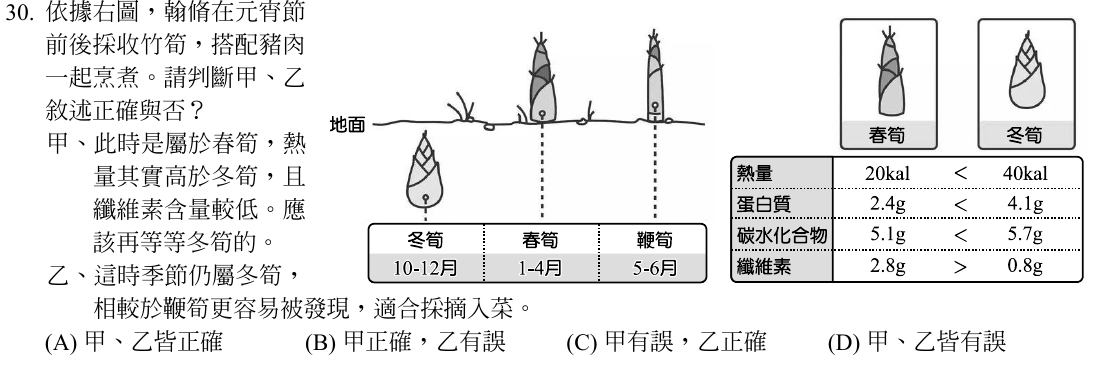 30. 依據右圖，翰脩在元宵節
前後採收竹筍，搭配豬肉
一起烹煮。請判斷甲、乙
敘述正確與否？
甲、此時是屬於春筍，熱
量其實高於冬筍，且
纖維素含量較低。應
該再等等冬筍的。
乙、這時季節仍屬冬筍，
相較於鞭筍更容易被發現，適合採摘入菜。
地面
冬筍 春筍 鞭筍
10-12月 1-4月 5-6月
春筍 冬筍
熱量 20kal < 40kal
蛋白質 2.4g < 4.1g
碳水化合物 5.1g < 5.7g
纖維素 2.8g > 0.8g
(A) 甲、乙皆正確 (B) 甲正確，乙有誤 (C) 甲有誤，乙正確 (D) 甲、乙皆有誤